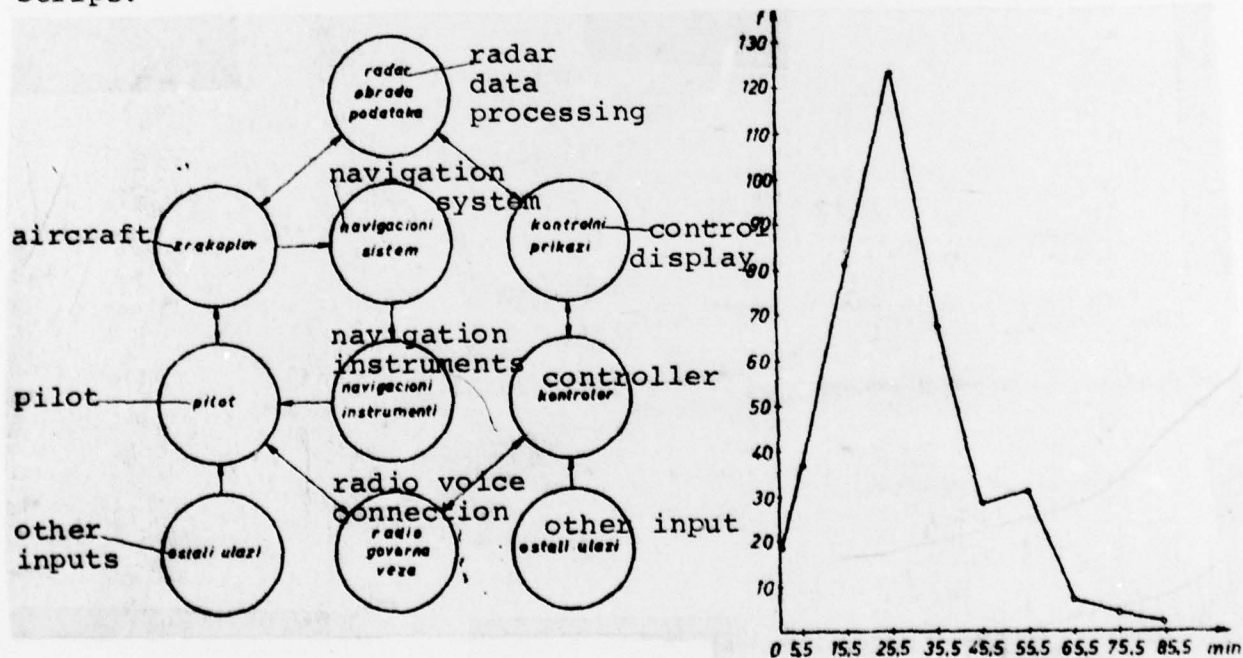 radar
obrada
podataka
radar
data
processing
navigation
system
aircraft
zrakoplov
navigacioni
sistem
kontrolni
prikazi
control
display
navigation
instruments
pilot
pilot
navigacioni
instrumenti
controller
kontrolor
radio voice
connection
other
inputs
ostali ulazi
radio
govorna
veza
other input
ostali ulazi
f
130
120
110
100
90
80
70
60
50
40
30
20
10
0 5,5 15,5 25,5 35,5 45,5 55,5 65,5 75,5 85,5 min